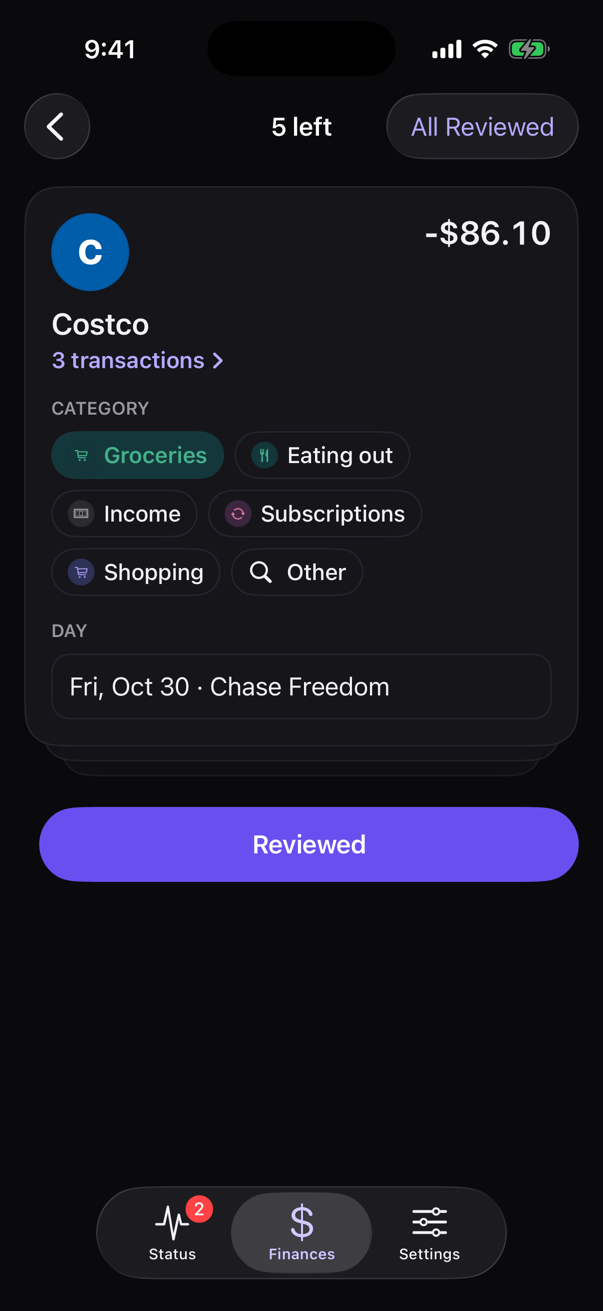 9:41
5 left
All Reviewed
C
-$86.10
Costco
3 transactions
CATEGORY
Groceries
Eating out
Income
Subscriptions
Shopping
Other
DAY
Fri, Oct 30 · Chase Freedom
Reviewed
2
$
Status
Finances
Settings